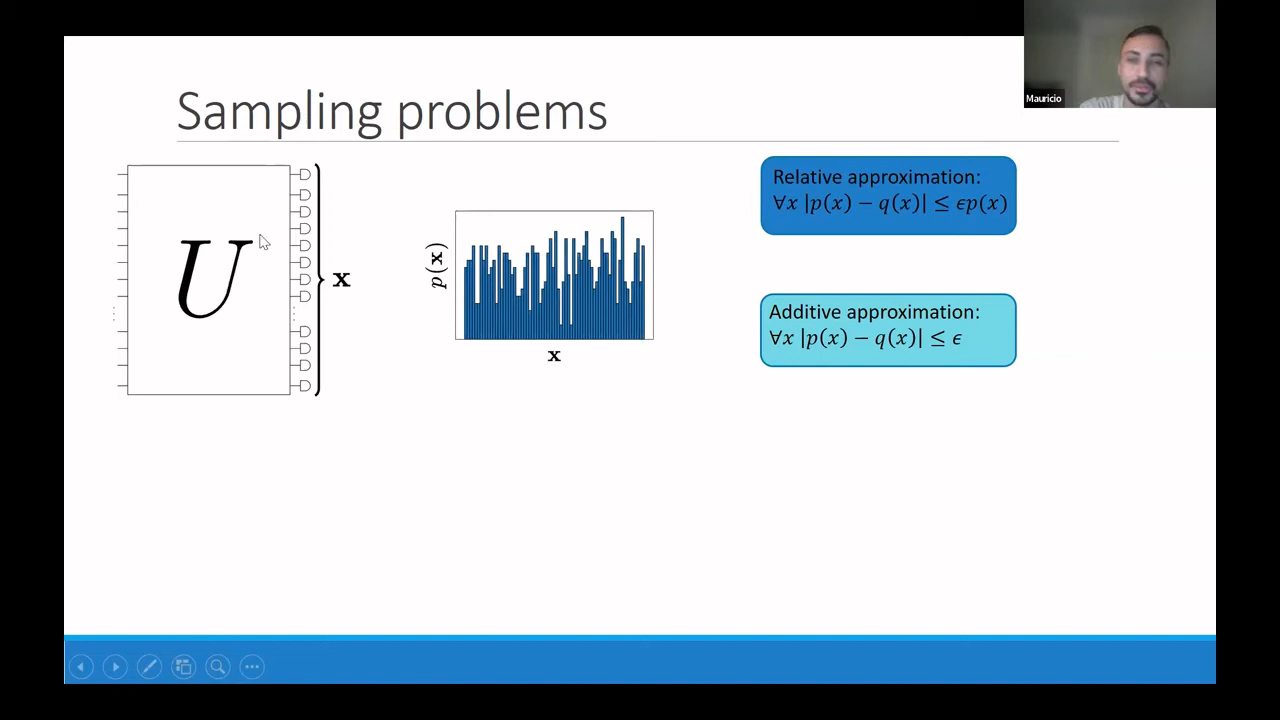 Mauricio
Sampling problems
U
x
p(x)
x
Relative approximation:
∀x |p(x) − q(x)| ≤ ϵp(x)
Additive approximation:
∀x |p(x) − q(x)| ≤ ϵ